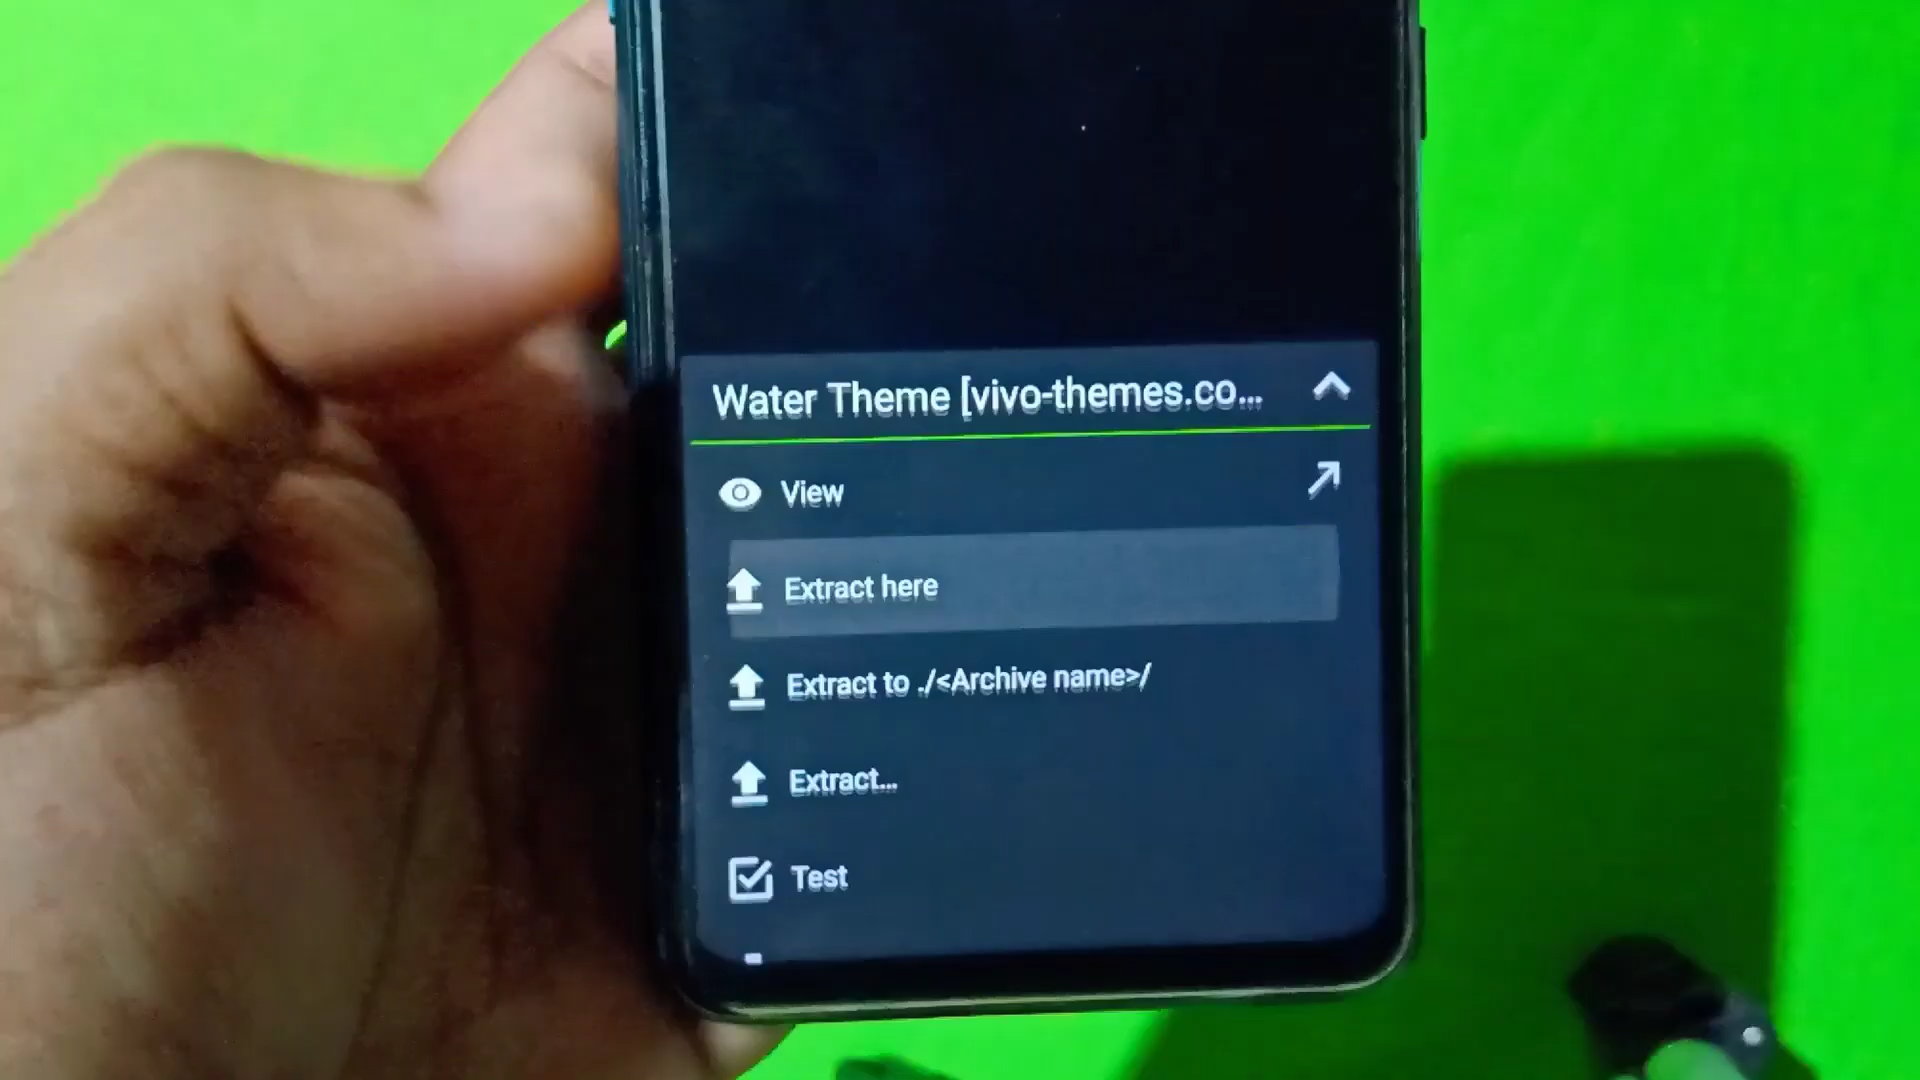 Water Theme [vivo-themes.co...
View
Extract here
Extract to ./<Archive name>/
Extract...
Test